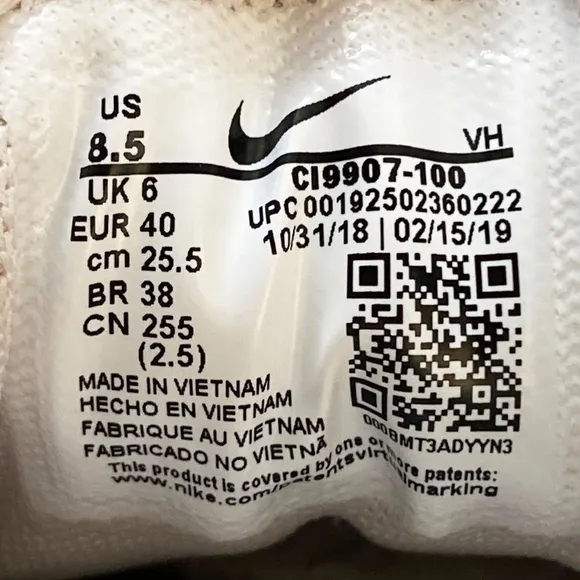 US
8.5
VH
UK 6
CI9907-100
EUR 40
UPC 00192502360222
cm 25.5
10/31/18 | 02/15/19
BR 38
CN 255
(2.5)
MADE IN VIETNAM
HECHO EN VIETNAM
FABRIQUE AU VIETNAM
FABRICADO NO VIETNÃ
000BMT3ADYYN3
This product is covered by one or more patents:
www.nike.com/patentsvirtualmarking